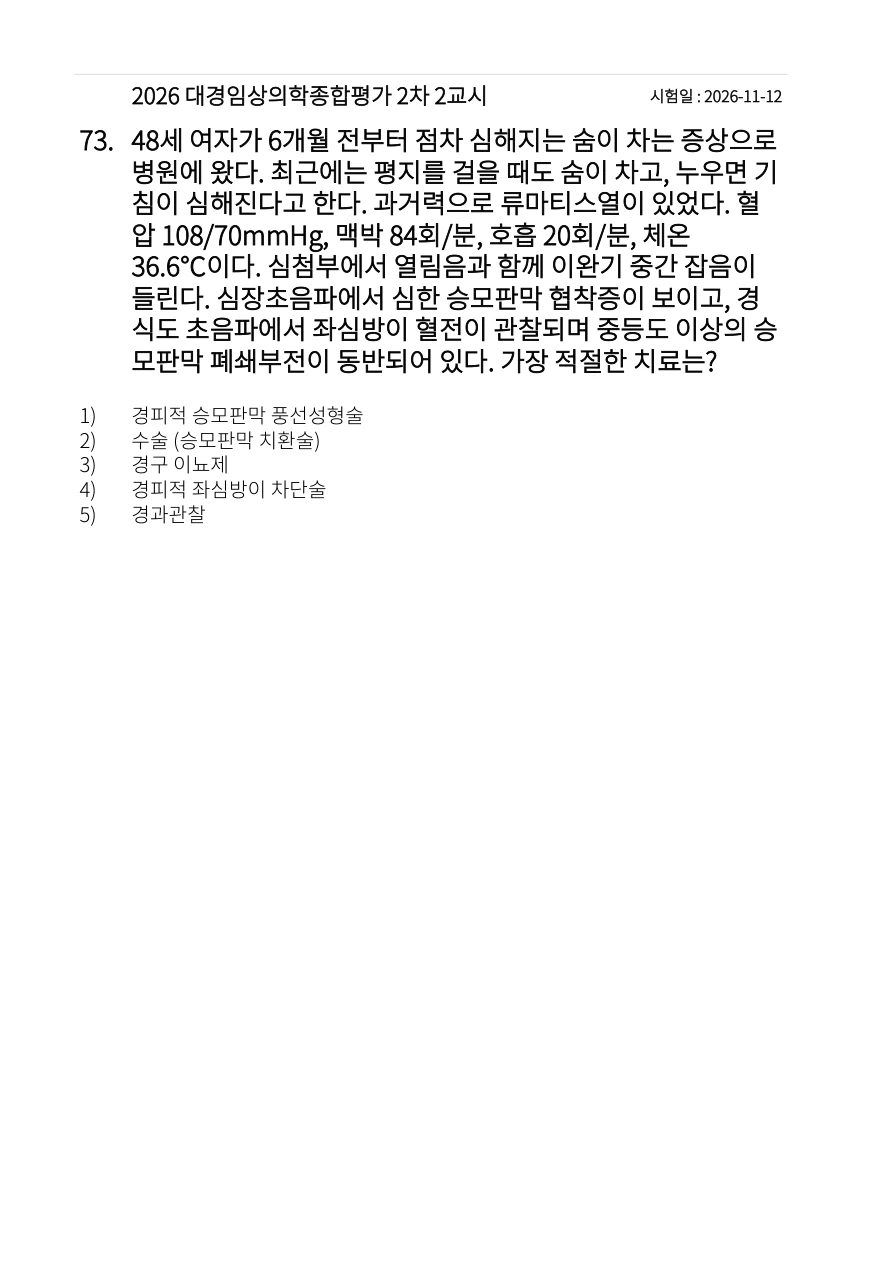 2026 대경임상의학종합평가 2차 2교시 시험일 : 2026-11-12
73. 48세 여자가 6개월 전부터 점차 심해지는 숨이 차는 증상으로
병원에 왔다. 최근에는 평지를 걸을 때도 숨이 차고, 누우면 기
침이 심해진다고 한다. 과거력으로 류마티스열이 있었다. 혈
압 108/70mmHg, 맥박 84회/분, 호흡 20회/분, 체온
36.6℃이다. 심첨부에서 열림음과 함께 이완기 중간 잡음이
들린다. 심장초음파에서 심한 승모판막 협착증이 보이고, 경
식도 초음파에서 좌심방이 혈전이 관찰되며 중등도 이상의 승
모판막 폐쇄부전이 동반되어 있다. 가장 적절한 치료는?
1) 경피적 승모판막 풍선성형술
2) 수술 (승모판막 치환술)
3) 경구 이뇨제
4) 경피적 좌심방이 차단술
5) 경과관찰